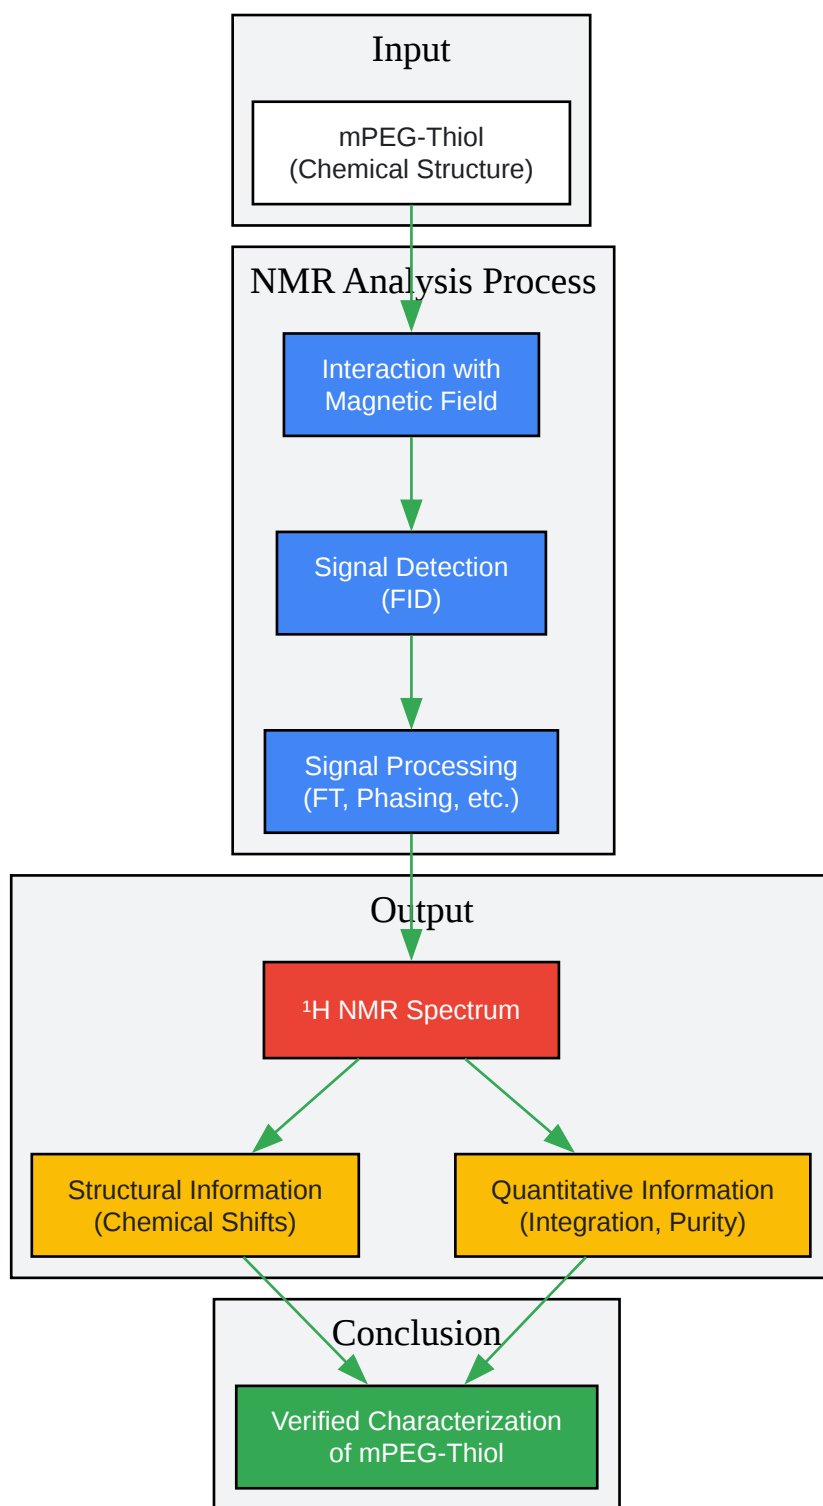 Input
mPEG-Thiol
(Chemical Structure)
NMR Analysis Process
Interaction with
Magnetic Field
Signal Detection
(FID)
Signal Processing
(FT, Phasing, etc.)
Output
¹H NMR Spectrum
Structural Information
(Chemical Shifts)
Quantitative Information
(Integration, Purity)
Conclusion
Verified Characterization
of mPEG-Thiol